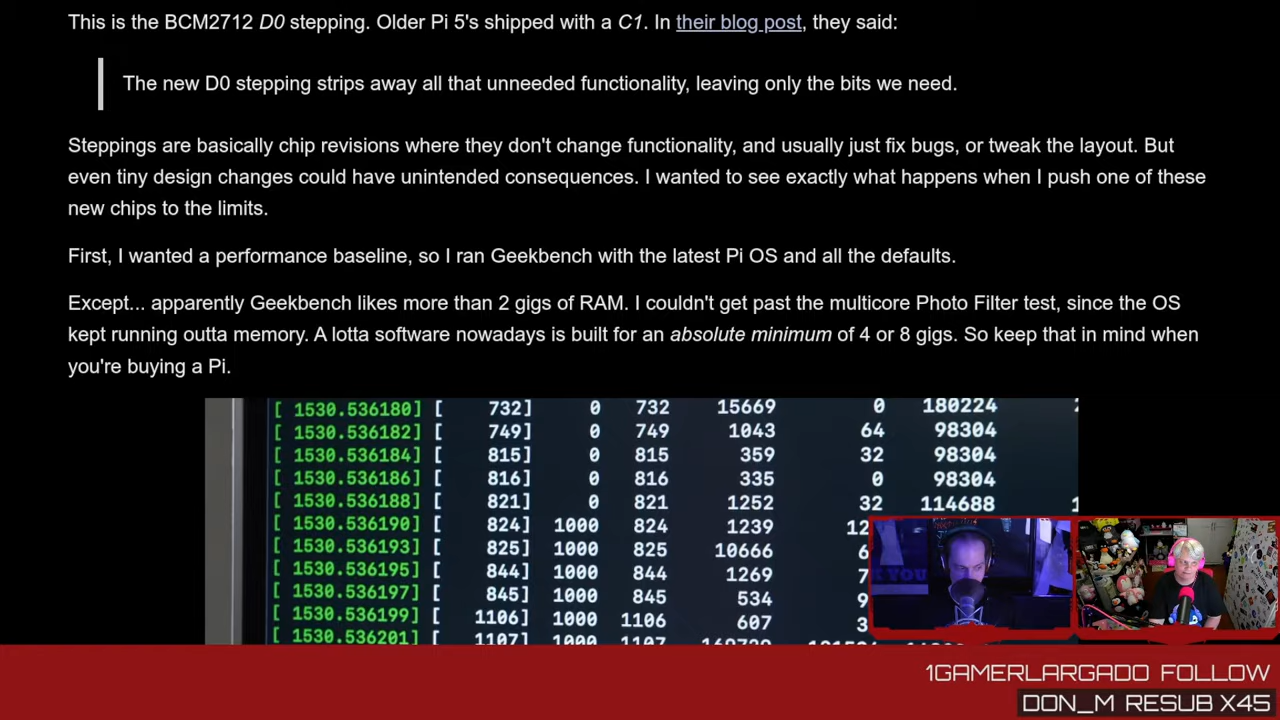 This is the BCM2712 D0 stepping. Older Pi 5's shipped with a C1. In their blog post, they said:
The new D0 stepping strips away all that unneeded functionality, leaving only the bits we need.
Steppings are basically chip revisions where they don't change functionality, and usually just fix bugs, or tweak the layout. But
even tiny design changes could have unintended consequences. I wanted to see exactly what happens when I push one of these
new chips to the limits.
First, I wanted a performance baseline, so I ran Geekbench with the latest Pi OS and all the defaults.
Except... apparently Geekbench likes more than 2 gigs of RAM. I couldn't get past the multicore Photo Filter test, since the OS
kept running outta memory. A lotta software nowadays is built for an absolute minimum of 4 or 8 gigs. So keep that in mind when
you're buying a Pi.
[ 1530.536180] [ 732] 0 732 15669 0 180224
[ 1530.536182] [ 749] 0 749 1043 64 98304
[ 1530.536184] [ 815] 0 815 359 32 98304
[ 1530.536186] [ 816] 0 816 335 0 98304
[ 1530.536188] [ 821] 0 821 1252 32 114688
[ 1530.536190] [ 824] 1000 824 1239
[ 1530.536193] [ 825] 1000 825 10666
[ 1530.536195] [ 844] 1000 844 1269
[ 1530.536197] [ 845] 1000 845 534
[ 1530.536199] [ 1106] 1000 1106 607
[ 1530.536201] [ 1107] 1000 1107
1GAMERLARGADO FOLLOW
DON_M RESUB X45